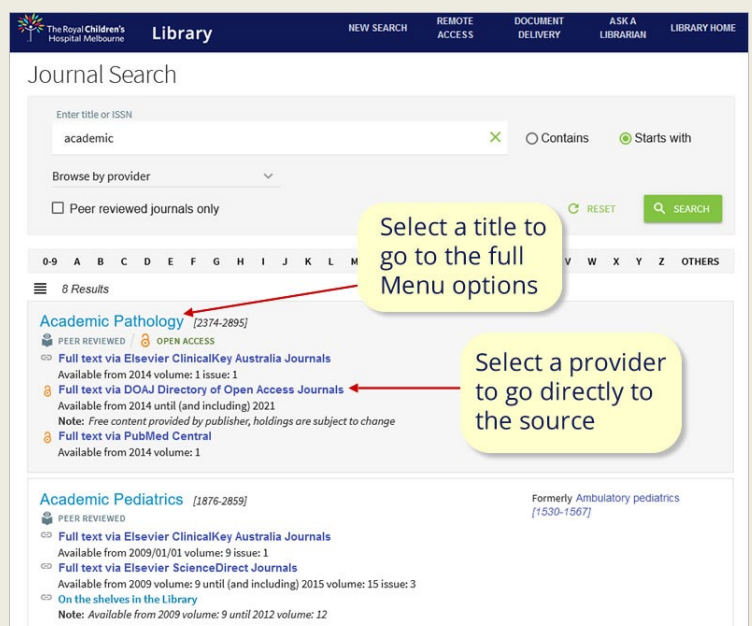 The Royal Children's
Hospital Melbourne
Library
NEW SEARCH
REMOTE
ACCESS
DOCUMENT
DELIVERY
ASK A
LIBRARIAN
LIBRARY HOME
Journal Search
Enter title or ISSN
academic
Contains
Starts with
Browse by provider
Peer reviewed journals only
RESET
SEARCH
Select a title to
go to the full
Menu options
0-9 A B C D E F G H I J K L M V W X Y Z OTHERS
8 Results
Academic Pathology [2374-2895]
PEER REVIEWED / OPEN ACCESS
Full text via Elsevier ClinicalKey Australia Journals
Available from 2014 volume: 1 issue: 1
Full text via DOAJ Directory of Open Access Journals
Available from 2014 until (and including) 2021
Note: Free content provided by publisher, holdings are subject to change
Full text via PubMed Central
Available from 2014 volume: 1
Select a provider
to go directly to
the source
Academic Pediatrics [1876-2859]
PEER REVIEWED
Full text via Elsevier ClinicalKey Australia Journals
Available from 2009/01/01 volume: 9 issue: 1
Full text via Elsevier ScienceDirect Journals
Available from 2009 volume: 9 until (and including) 2015 volume: 15 issue: 3
On the shelves in the Library
Note: Available from 2009 volume: 9 until 2012 volume: 12
Formerly Ambulatory pediatrics
[1530-1567]